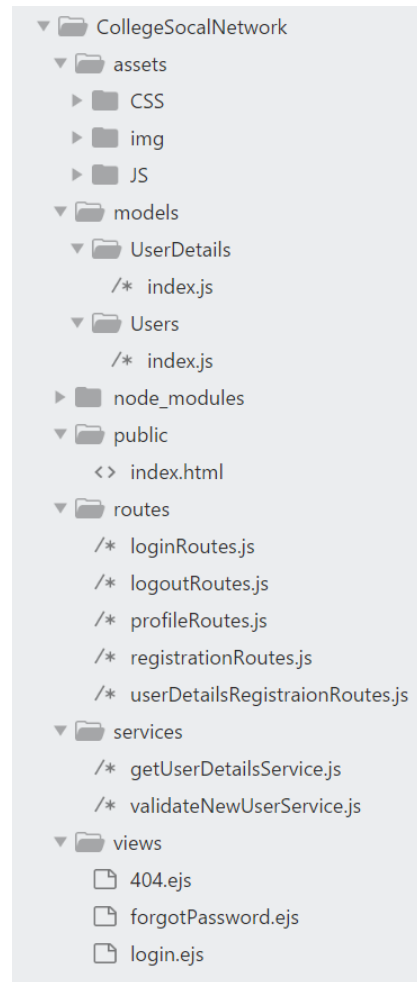 CollegeSocalNetwork
assets
CSS
img
JS
models
UserDetails
/* index.js
Users
/* index.js
node_modules
public
<> index.html
routes
/* loginRoutes.js
/* logoutRoutes.js
/* profileRoutes.js
/* registrationRoutes.js
/* userDetailsRegistraionRoutes.js
services
/* getUserDetailsService.js
/* validateNewUserService.js
views
404.ejs
forgotPassword.ejs
login.ejs